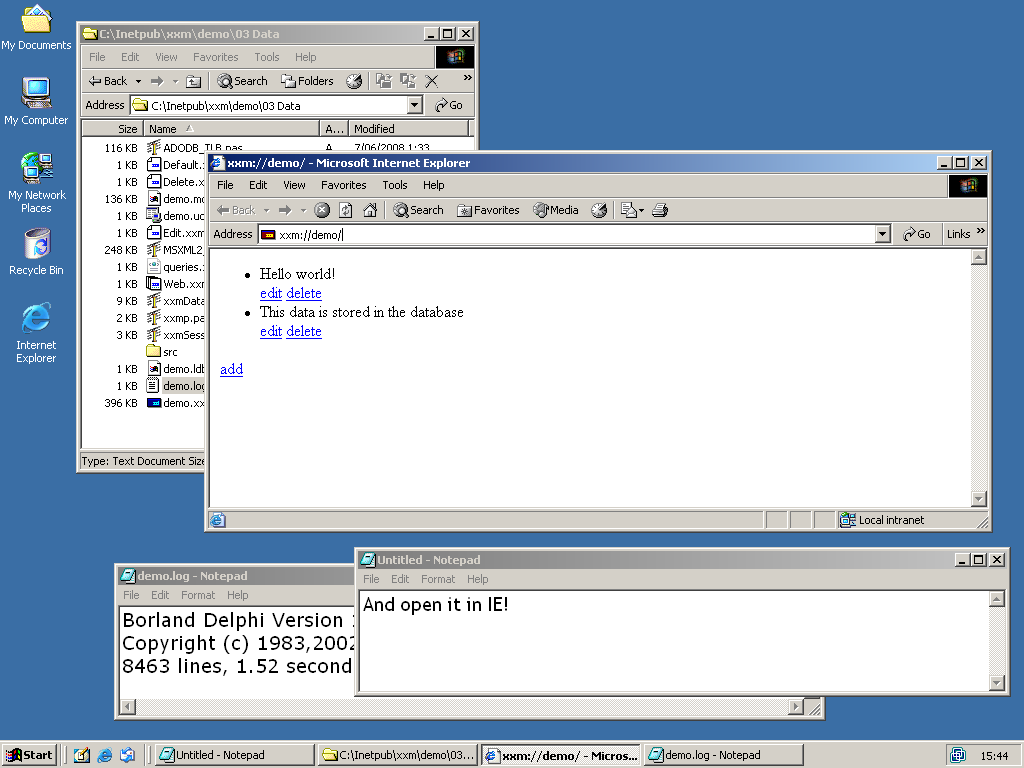 My Documents
My Computer
My Network
Places
Recycle Bin
Internet
Explorer
C:\Inetpub\xxm\demo\03 Data
File Edit View Favorites Tools Help
Back Search Folders »
Address C:\Inetpub\xxm\demo\03 Data Go
Size Name A... Modified
116 KB ADODB_TLB.pas A 7/06/2008 1:33
1 KB Default.
1 KB Delete.x
136 KB demo.md
1 KB demo.ud
1 KB Edit.xxm
248 KB MSXML2_
1 KB queries.
1 KB Web.xxm
9 KB xxmData
2 KB xxmp.pa
3 KB xxmSess
src
1 KB demo.ldb
1 KB demo.log
396 KB demo.xx
Type: Text Document Size
xxm://demo/ - Microsoft Internet Explorer
File Edit View Favorites Tools Help
Back Search Favorites Media
Address xxm://demo/ Go Links »
• Hello world!
edit delete
• This data is stored in the database
edit delete
add
Local intranet
demo.log - Notepad
File Edit Format Help
Borland Delphi Version
Copyright (c) 1983,2002
8463 lines, 1.52 second
Untitled - Notepad
File Edit Format Help
And open it in IE!
Start Untitled - Notepad C:\Inetpub\xxm\demo\03... xxm://demo/ - Micros... demo.log - Notepad 15:44